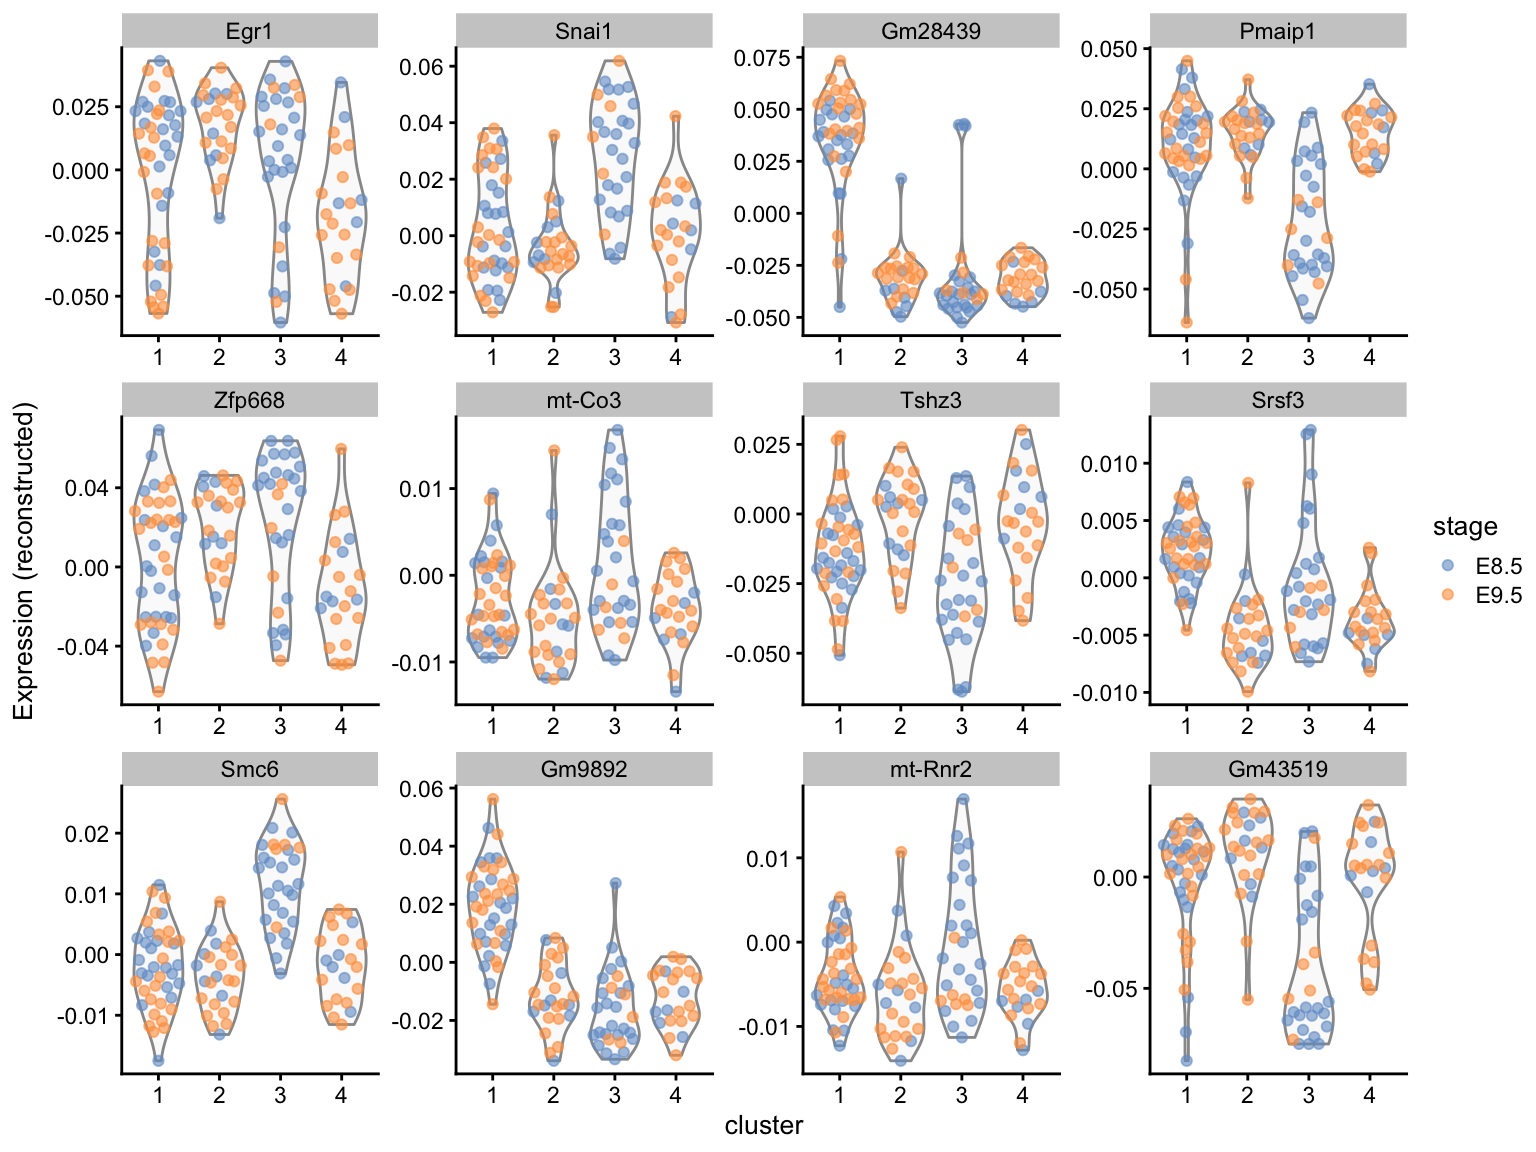 Egr1 Snai1 Gm28439 Pmaip1
0.025 0.000 -0.025 -0.050
0.06 0.04 0.02 0.00 -0.02
0.075 0.050 0.025 0.000 -0.025 -0.050
0.050 0.025 0.000 -0.025 -0.050
1 2 3 4 1 2 3 4 1 2 3 4 1 2 3 4
Zfp668 mt-Co3 Tshz3 Srsf3
0.04 0.00 -0.04
0.01 0.00 -0.01
0.025 0.000 -0.025 -0.050
0.010 0.005 0.000 -0.005 -0.010
1 2 3 4 1 2 3 4 1 2 3 4 1 2 3 4
Smc6 Gm9892 mt-Rnr2 Gm43519
0.02 0.01 0.00 -0.01
0.06 0.04 0.02 0.00 -0.02
0.01 0.00 -0.01
0.00 -0.05
1 2 3 4 1 2 3 4 1 2 3 4 1 2 3 4
Expression (reconstructed)
cluster
stage
E8.5
E9.5